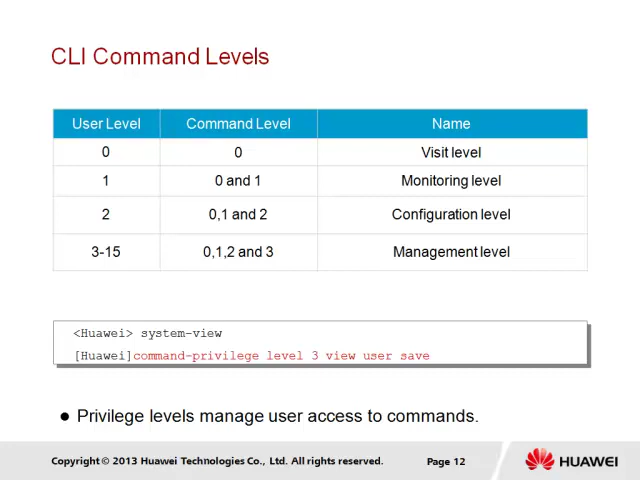 CLI Command Levels
User Level Command Level Name
0 0 Visit level
1 0 and 1 Monitoring level
2 0,1 and 2 Configuration level
3-15 0,1,2 and 3 Management level
<Huawei> system-view
[Huawei]command-privilege level 3 view user save
● Privilege levels manage user access to commands.
Copyright © 2013 Huawei Technologies Co., Ltd. All rights reserved. Page 12 HUAWEI